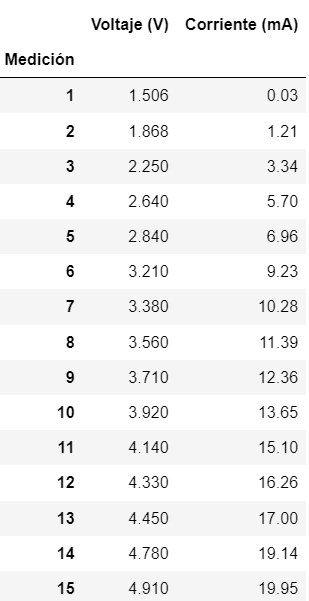 Voltaje (V) Corriente (mA)
Medición
1 1.506 0.03
2 1.868 1.21
3 2.250 3.34
4 2.640 5.70
5 2.840 6.96
6 3.210 9.23
7 3.380 10.28
8 3.560 11.39
9 3.710 12.36
10 3.920 13.65
11 4.140 15.10
12 4.330 16.26
13 4.450 17.00
14 4.780 19.14
15 4.910 19.95